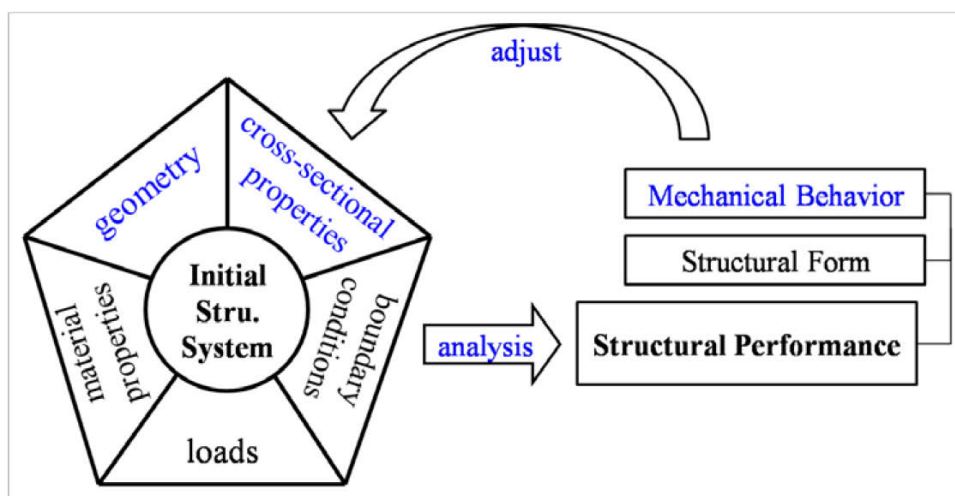 adjust
geometry
cross-sectional
properties
Initial
Stru.
System
material
properties
boundary
conditions
loads
analysis
Mechanical Behavior
Structural Form
Structural Performance